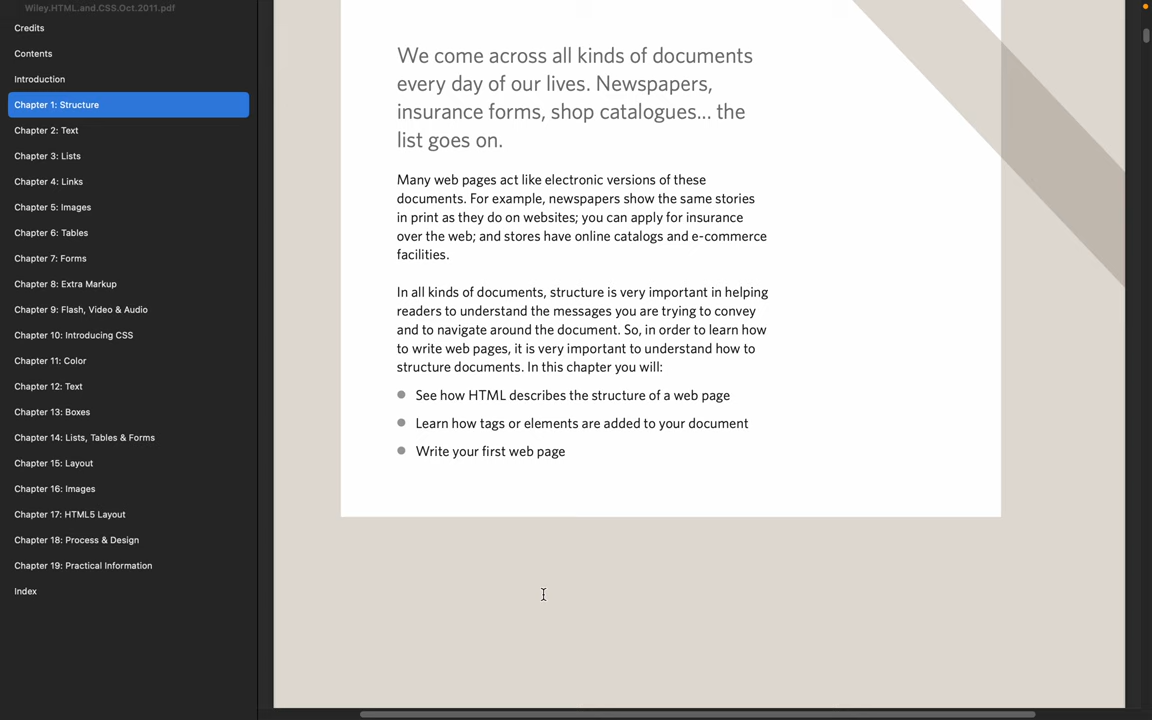 Wiley.HTML.and.CSS.Oct.2011.pdf
Credits
Contents
Introduction
Chapter 1: Structure
Chapter 2: Text
Chapter 3: Lists
Chapter 4: Links
Chapter 5: Images
Chapter 6: Tables
Chapter 7: Forms
Chapter 8: Extra Markup
Chapter 9: Flash, Video & Audio
Chapter 10: Introducing CSS
Chapter 11: Color
Chapter 12: Text
Chapter 13: Boxes
Chapter 14: Lists, Tables & Forms
Chapter 15: Layout
Chapter 16: Images
Chapter 17: HTML5 Layout
Chapter 18: Process & Design
Chapter 19: Practical Information
Index
We come across all kinds of documents
every day of our lives. Newspapers,
insurance forms, shop catalogues... the
list goes on.
Many web pages act like electronic versions of these
documents. For example, newspapers show the same stories
in print as they do on websites; you can apply for insurance
over the web; and stores have online catalogs and e-commerce
facilities.
In all kinds of documents, structure is very important in helping
readers to understand the messages you are trying to convey
and to navigate around the document. So, in order to learn how
to write web pages, it is very important to understand how to
structure documents. In this chapter you will:
See how HTML describes the structure of a web page
Learn how tags or elements are added to your document
Write your first web page